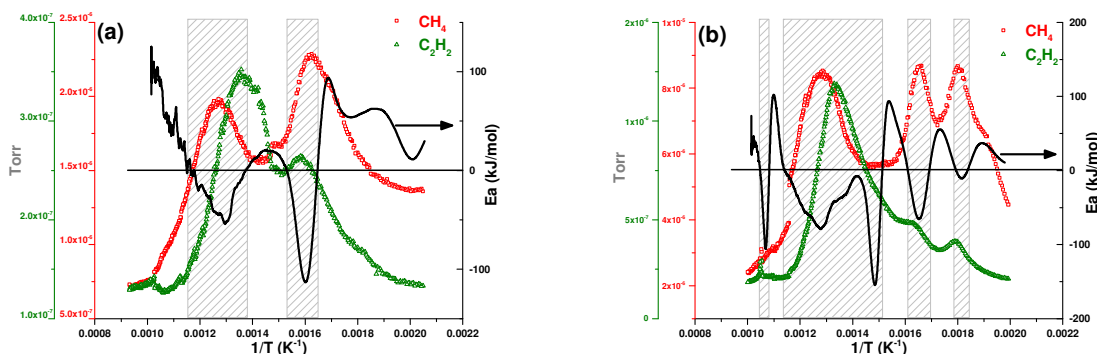 (a)
CH₄
C₂H₂
4.0x10⁻⁷
3.0x10⁻⁷
2.0x10⁻⁷
1.0x10⁻⁷
Torr
2.5x10⁻⁶
2.0x10⁻⁶
1.5x10⁻⁶
1.0x10⁻⁶
5.0x10⁻⁷
100
0
-100
Ea (kJ/mol)
0.0008 0.0010 0.0012 0.0014 0.0016 0.0018 0.0020 0.0022
1/T (K⁻¹)
(b)
CH₄
C₂H₂
2x10⁻⁶
1x10⁻⁶
5x10⁻⁷
0
Torr
1x10⁻⁵
8x10⁻⁶
6x10⁻⁶
4x10⁻⁶
2x10⁻⁶
200
100
0
-100
-200
Ea (kJ/mol)
0.0008 0.0010 0.0012 0.0014 0.0016 0.0018 0.0020 0.0022
1/T (K⁻¹)